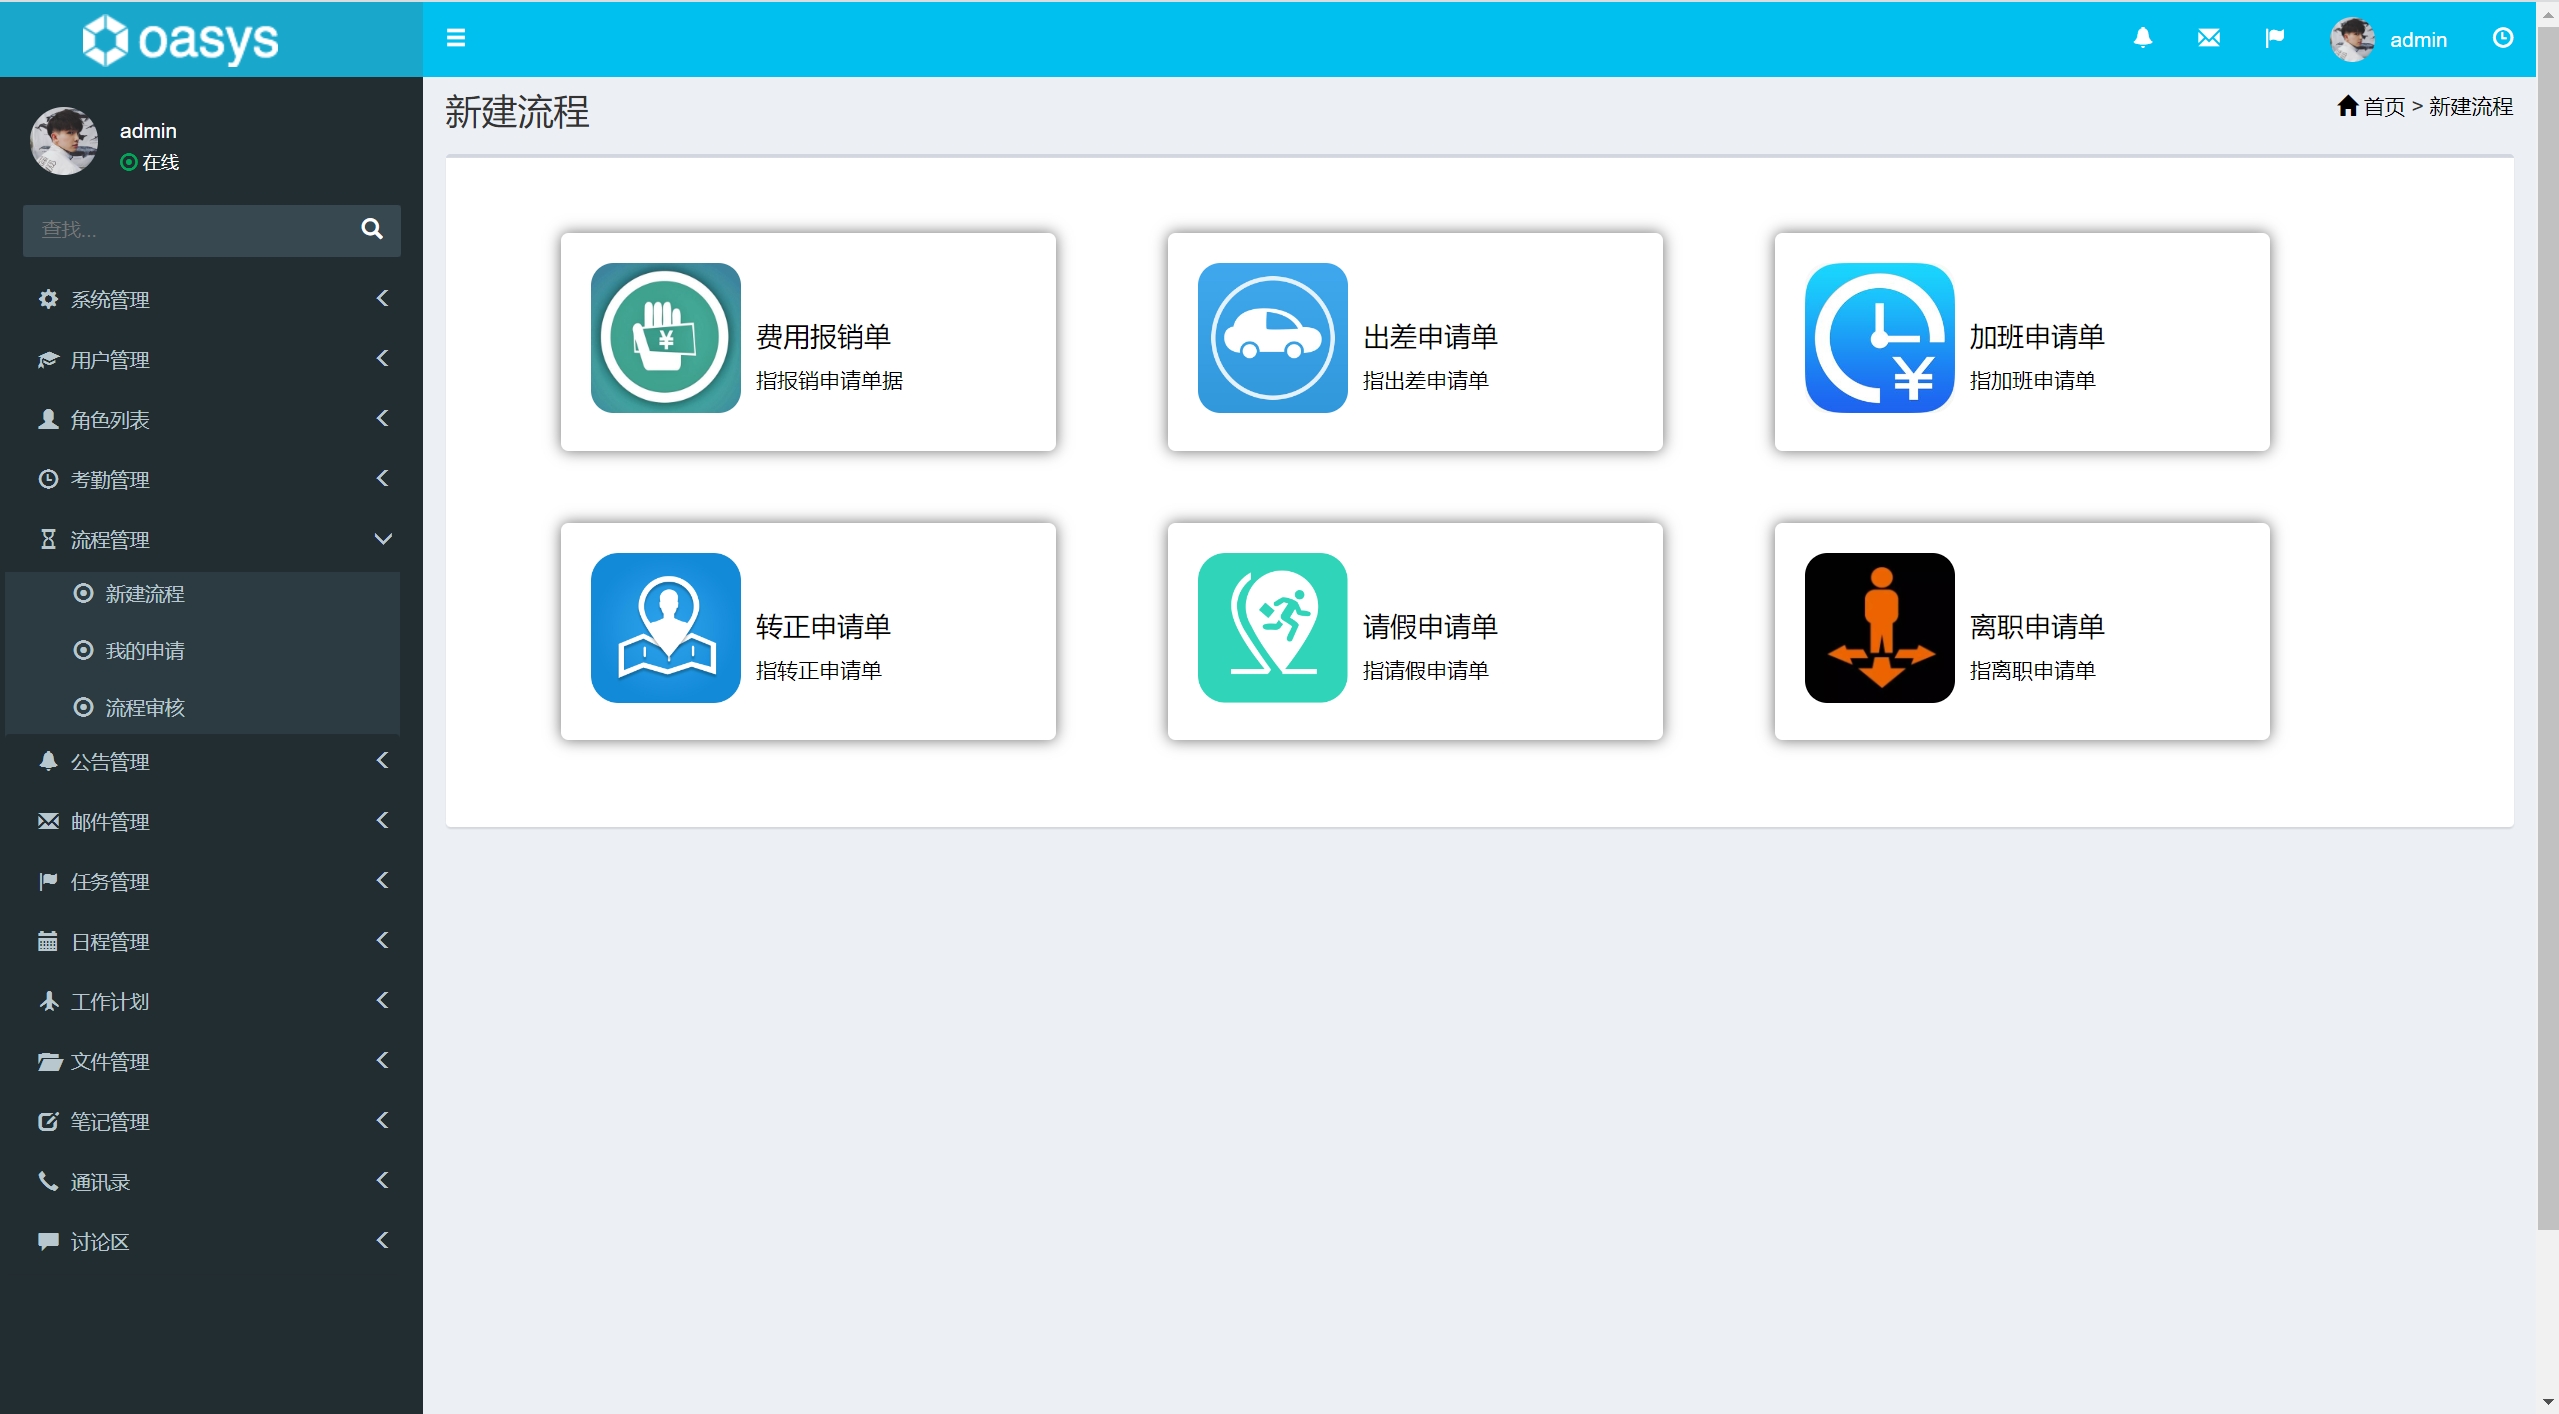 oasys
admin
新建流程
首页 > 新建流程
admin
在线
查找...
系统管理
用户管理
角色列表
考勤管理
流程管理
新建流程
我的申请
流程审核
公告管理
邮件管理
任务管理
日程管理
工作计划
文件管理
笔记管理
通讯录
讨论区
费用报销单
指报销申请单据
出差申请单
指出差申请单
加班申请单
指加班申请单
转正申请单
指转正申请单
请假申请单
指请假申请单
离职申请单
指离职申请单